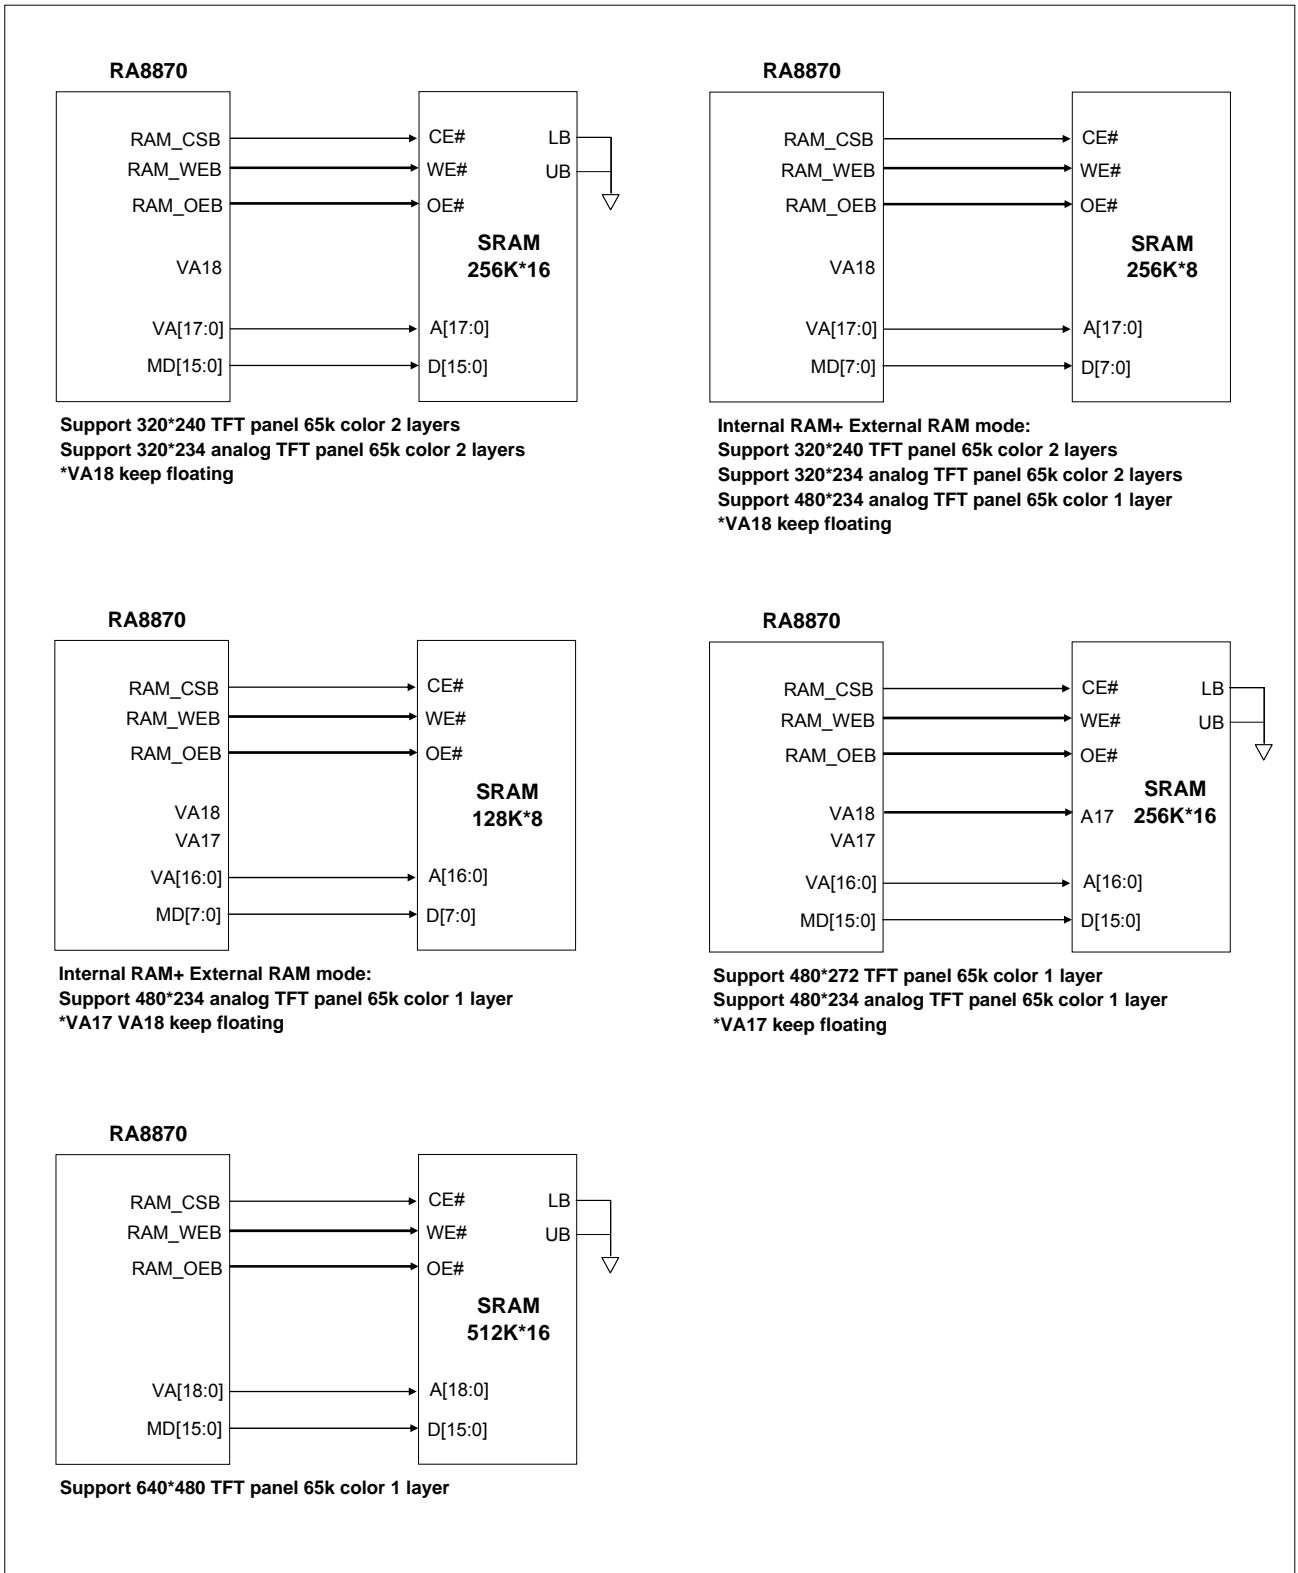 RA8870
RAM_CSB
RAM_WEB
RAM_OEB
VA18
VA[17:0]
MD[15:0]
CE#
WE#
OE#
LB
UB
SRAM
256K*16
A[17:0]
D[15:0]
Support 320*240 TFT panel 65k color 2 layers
Support 320*234 analog TFT panel 65k color 2 layers
*VA18 keep floating
RA8870
RAM_CSB
RAM_WEB
RAM_OEB
VA18
VA[17:0]
MD[7:0]
CE#
WE#
OE#
SRAM
256K*8
A[17:0]
D[7:0]
Internal RAM+ External RAM mode:
Support 320*240 TFT panel 65k color 2 layers
Support 320*234 analog TFT panel 65k color 2 layers
Support 480*234 analog TFT panel 65k color 1 layer
*VA18 keep floating
RA8870
RAM_CSB
RAM_WEB
RAM_OEB
VA18
VA17
VA[16:0]
MD[7:0]
CE#
WE#
OE#
SRAM
128K*8
A[16:0]
D[7:0]
Internal RAM+ External RAM mode:
Support 480*234 analog TFT panel 65k color 1 layer
*VA17 VA18 keep floating
RA8870
RAM_CSB
RAM_WEB
RAM_OEB
VA18
VA17
VA[16:0]
MD[15:0]
CE#
WE#
OE#
LB
UB
SRAM
A17 256K*16
A[16:0]
D[15:0]
Support 480*272 TFT panel 65k color 1 layer
Support 480*234 analog TFT panel 65k color 1 layer
*VA17 keep floating
RA8870
RAM_CSB
RAM_WEB
RAM_OEB
VA[18:0]
MD[15:0]
CE#
WE#
OE#
LB
UB
SRAM
512K*16
A[18:0]
D[15:0]
Support 640*480 TFT panel 65k color 1 layer